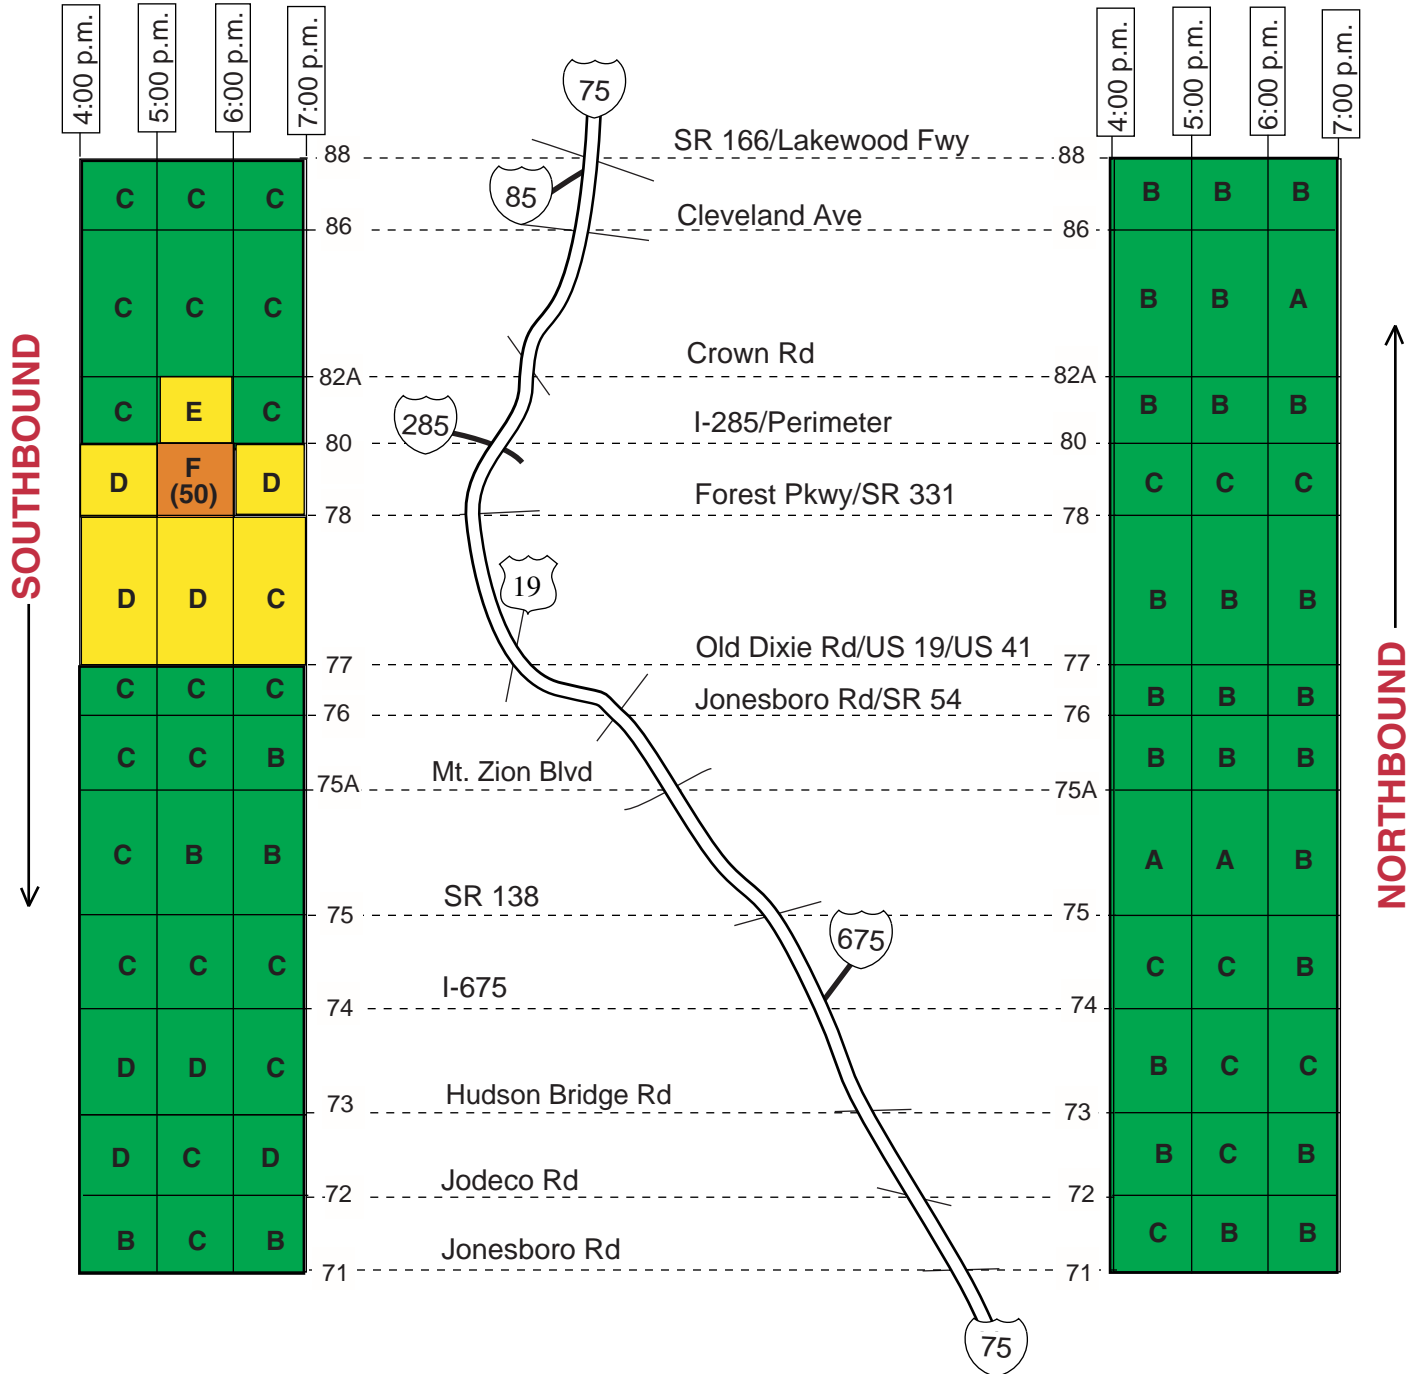 4:00 p.m. 5:00 p.m. 6:00 p.m. 7:00 p.m. 75 4:00 p.m. 5:00 p.m. 6:00 p.m. 7:00 p.m.
88 SR 166/Lakewood Fwy 88
C C C 85 B B B
86 Cleveland Ave 86
C C C B B A
82A Crown Rd 82A
C E C 285 B B B
80 I-285/Perimeter 80
D F (50) D C C C
78 Forest Pkwy/SR 331 78
D D C 19 B B B
77 Old Dixie Rd/US 19/US 41 77
C C C B B B
76 Jonesboro Rd/SR 54 76
C C B B B B
75A Mt. Zion Blvd 75A
C B B A A B
75 SR 138 75
C C C 675 C C B
74 I-675 74
D D C B C C
73 Hudson Bridge Rd 73
D C D B C B
72 Jodeco Rd 72
B C B C B B
71 Jonesboro Rd 71
75
SOUTHBOUND
NORTHBOUND